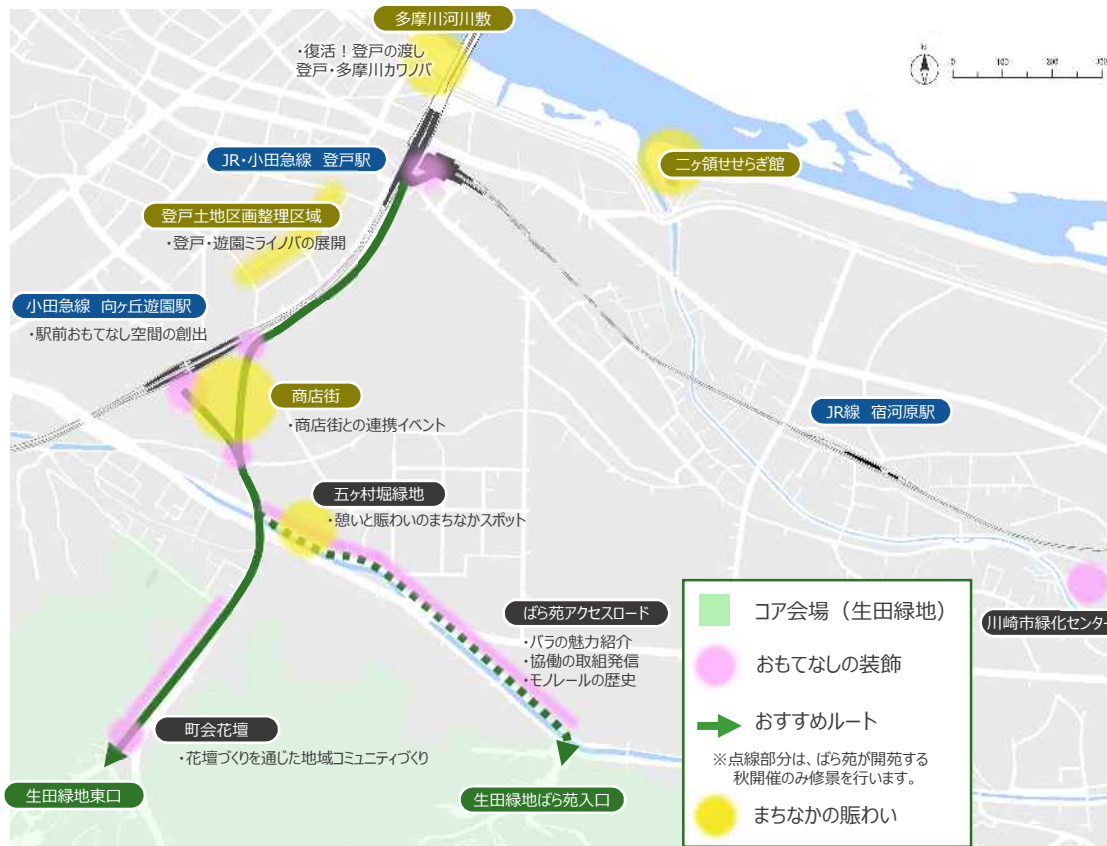 多摩川河川敷
・復活！登戸の渡し
登戸・多摩川カワノバ
N
0 100 200 300
JR・小田急線 登戸駅
二ヶ領せせらぎ館
登戸土地区画整理区域
・登戸・遊園ミライノバの展開
小田急線 向ヶ丘遊園駅
・駅前おもてなし空間の創出
商店街
・商店街との連携イベント
JR線 宿河原駅
五ヶ村堀緑地
・憩いと賑わいのまちなかスポット
ばら苑アクセスロード
・バラの魅力紹介
・協働の取組発信
・モノレールの歴史
川崎市緑化センター
町会花壇
・花壇づくりを通じた地域コミュニティづくり
生田緑地東口
生田緑地ばら苑入口
コア会場（生田緑地）
おもてなしの装飾
おすすめルート
※点線部分は、ばら苑が開苑する
秋開催のみ修景を行います。
まちなかの賑わい